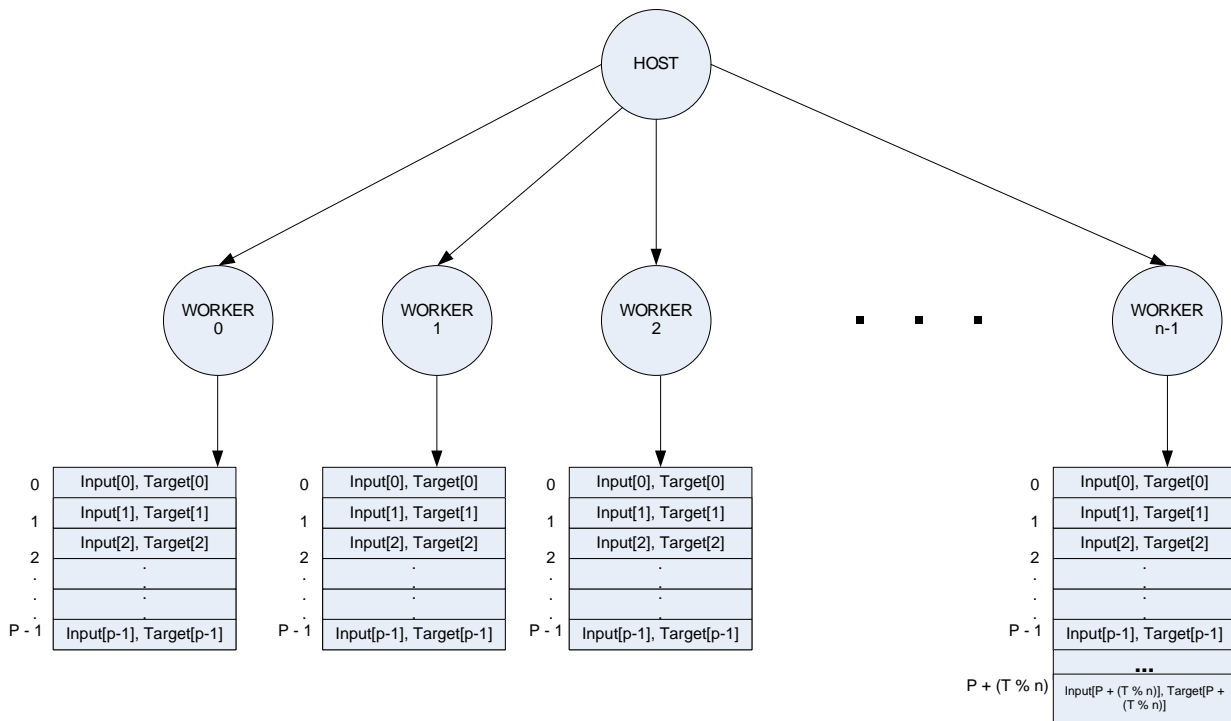 HOST
WORKER
0
WORKER
1
WORKER
2
. . .
WORKER
n-1
0 Input[0], Target[0]
1 Input[1], Target[1]
2 Input[2], Target[2]
. .
. .
. .
P - 1 Input[p-1], Target[p-1]
0 Input[0], Target[0]
1 Input[1], Target[1]
2 Input[2], Target[2]
. .
. .
. .
P - 1 Input[p-1], Target[p-1]
0 Input[0], Target[0]
1 Input[1], Target[1]
2 Input[2], Target[2]
. .
. .
. .
P - 1 Input[p-1], Target[p-1]
0 Input[0], Target[0]
1 Input[1], Target[1]
2 Input[2], Target[2]
. .
. .
. .
P - 1 Input[p-1], Target[p-1]
...
P + (T % n) Input[P + (T % n)], Target[P +
(T % n)]